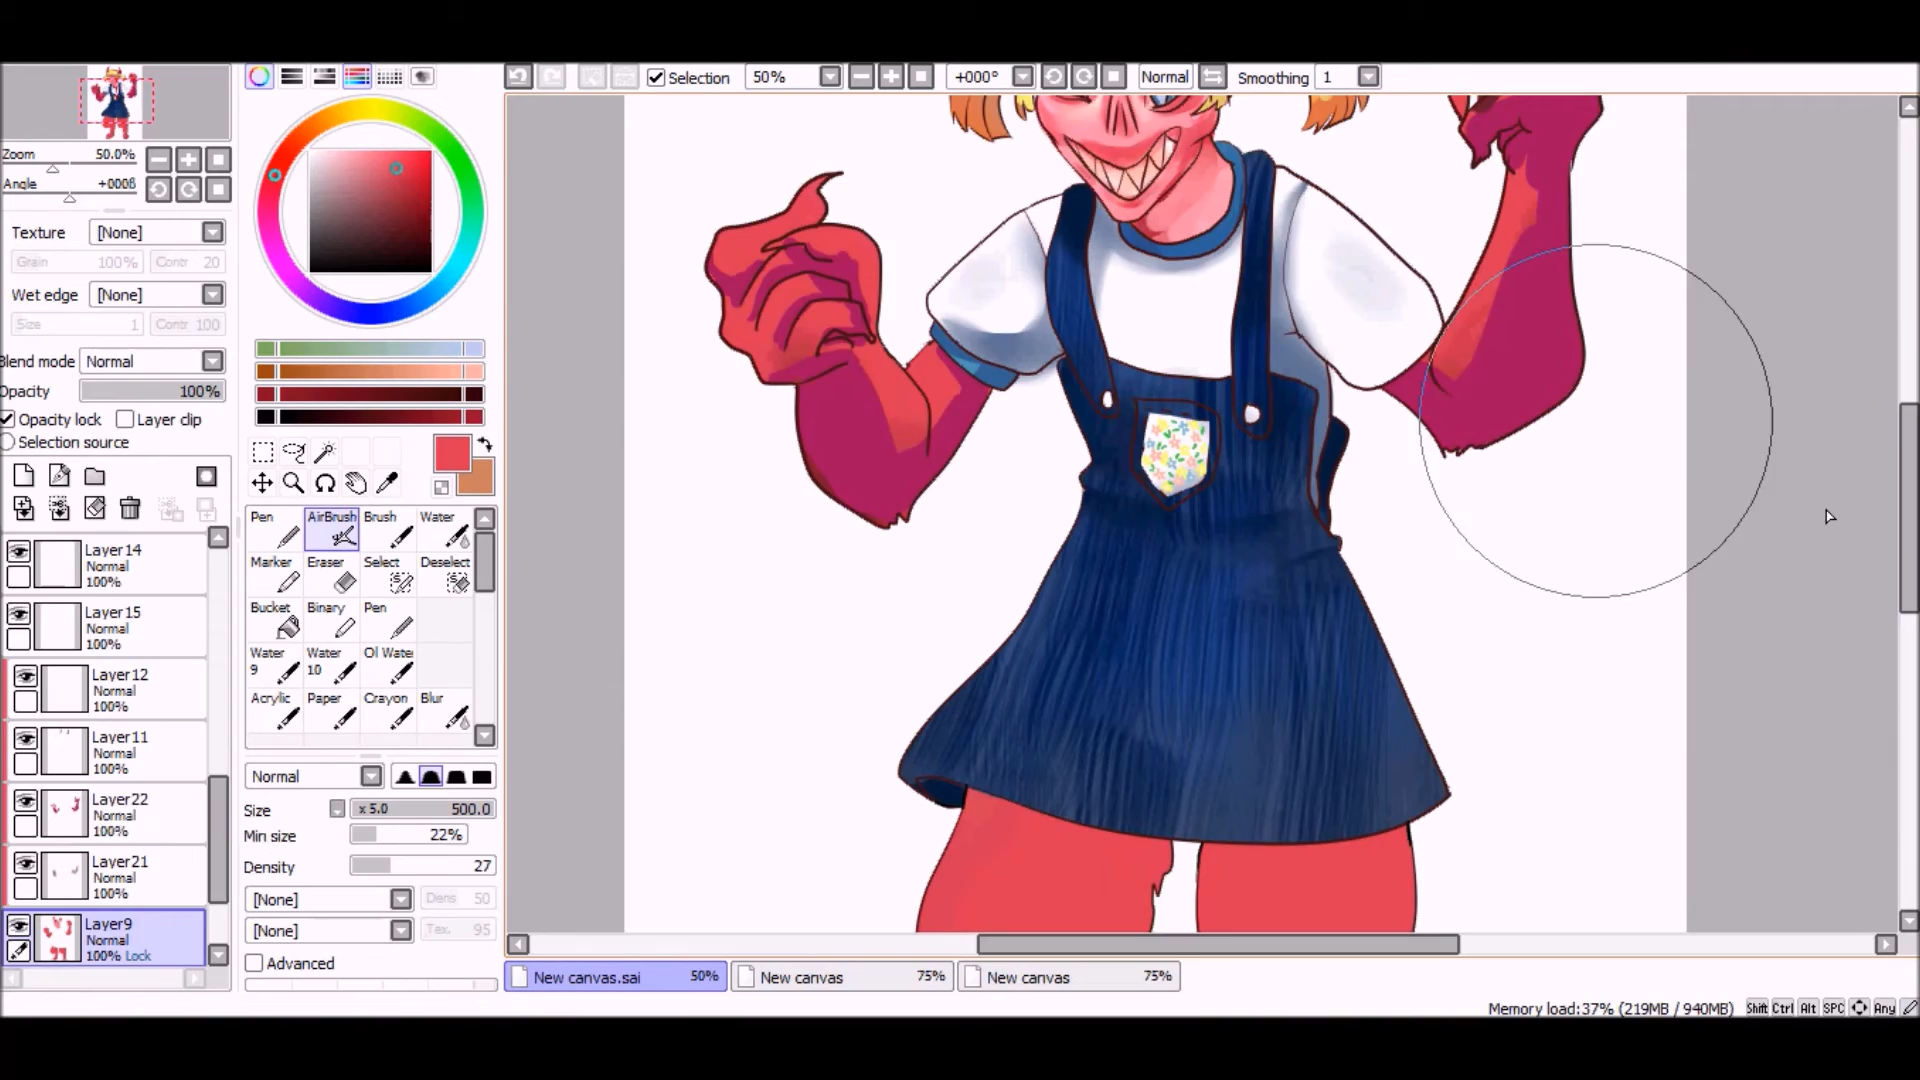 Selection 50% +000° Normal Smoothing 1
Zoom 50.0%
Angle +000ß
Texture [None]
Grain 100% Contr 20
Wet edge [None]
Size 1 Contr 100
Blend mode Normal
Opacity 100%
Opacity lock Layer clip
Selection source
Layer14
Normal
100%
Layer15
Normal
100%
Layer12
Normal
100%
Layer11
Normal
100%
Layer22
Normal
100%
Layer21
Normal
100%
Layer9
Normal
100% Lock
Pen AirBrush Brush Water
Marker Eraser Select Deselect
Bucket Binary Pen
Water 9 Water 10 Ol Wate
Acrylic Paper Crayon Blur
Normal
Size x 5.0 500.0
Min size 22%
Density 27
[None] Dens 50
[None] Tex. 95
Advanced
New canvas.sai 50% New canvas 75% New canvas 75%
Memory load:37% (219MB / 940MB) Shift Ctrl Alt SPC Any